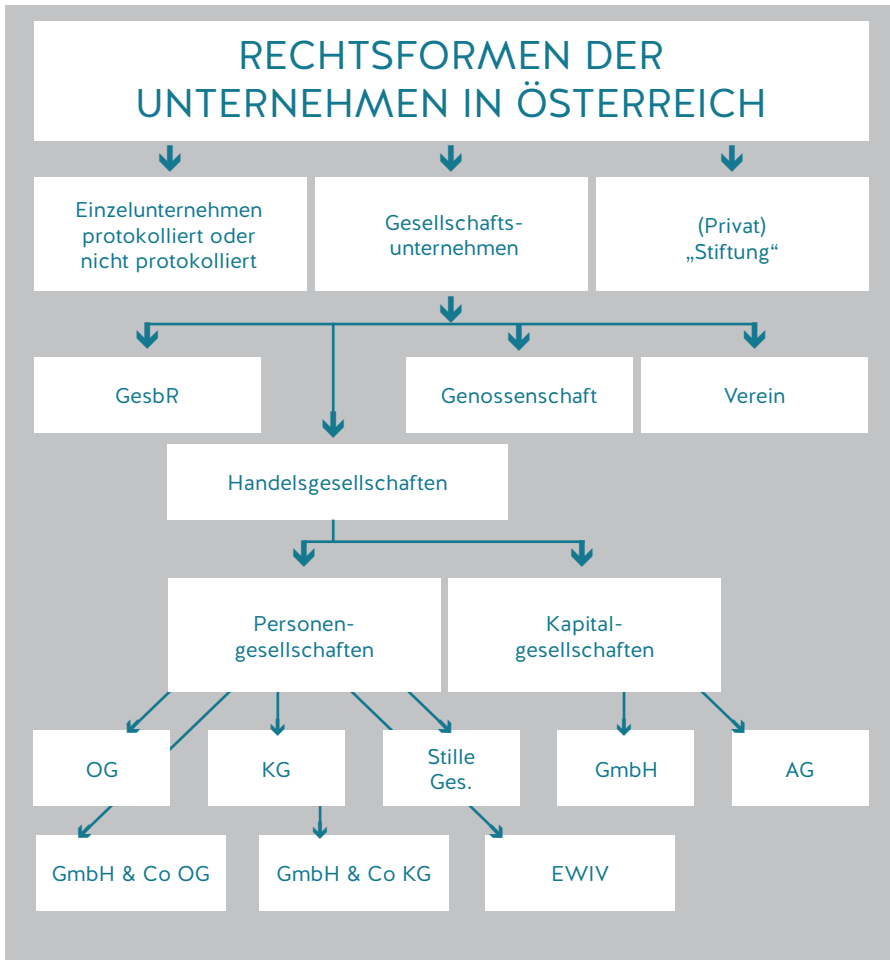 RECHTSFORMEN DER
UNTERNEHMEN IN ÖSTERREICH
Einzelunternehmen
protokolliert oder
nicht protokolliert
Gesellschafts-
unternehmen
(Privat)
„Stiftung“
GesbR
Genossenschaft
Verein
Handelsgesellschaften
Personen-
gesellschaften
Kapital-
gesellschaften
OG
KG
Stille
Ges.
GmbH
AG
GmbH & Co OG
GmbH & Co KG
EWIV